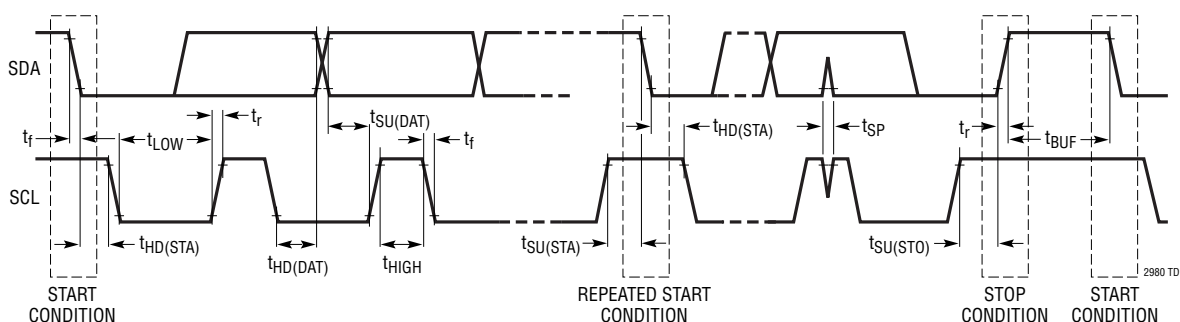 SDA
t_f
t_LOW
t_r
t_SU(DAT)
t_f
t_HD(STA)
t_SP
t_r
t_BUF
SCL
t_HD(STA)
t_HD(DAT)
t_HIGH
t_SU(STA)
t_SU(STO)
2980 TD
START
CONDITION
REPEATED START
CONDITION
STOP
CONDITION
START
CONDITION